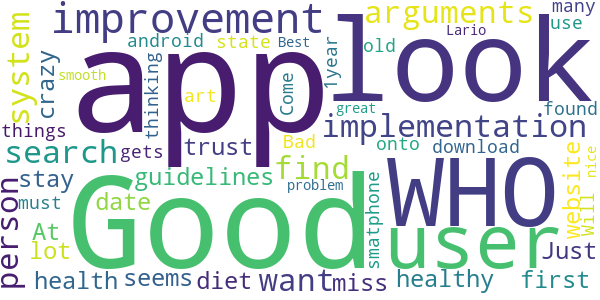 improvement
arguments
many
android
state
Best
Lario
use
system
crazy
app
look
old
smooth
thinking
1year
Come
art
great
found
things
gets
trust
Bad
implementation
search
find
onto
download
stay
guidelines
WHO
website
Will
nice
person
must
date
Good
problem
smatphone
user
At
lot
Just
health
seems
diet
want
miss
healthy
first